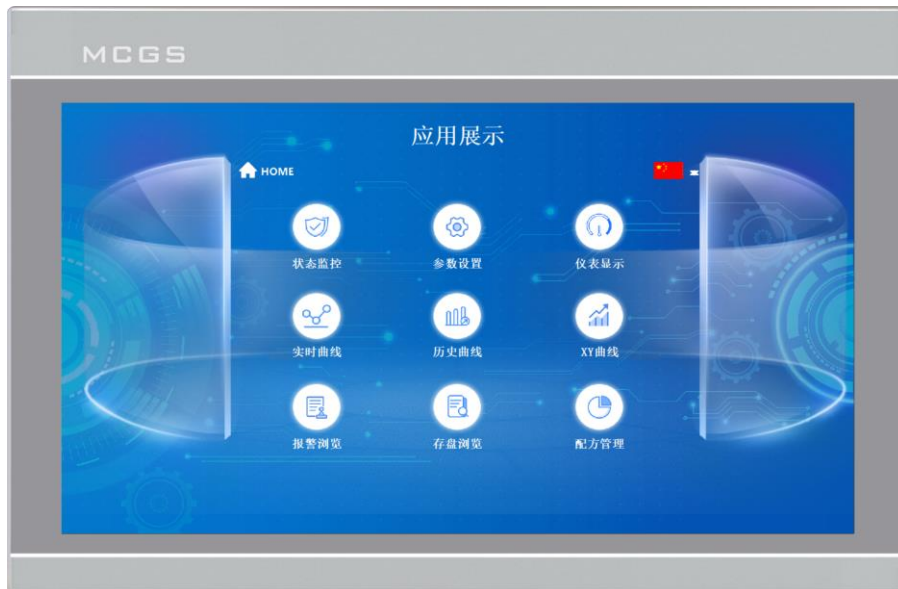 MCGS
应用展示
HOME
状态监控 参数设置 仪表显示
实时曲线 历史曲线 XY曲线
报警浏览 存盘浏览 配方管理